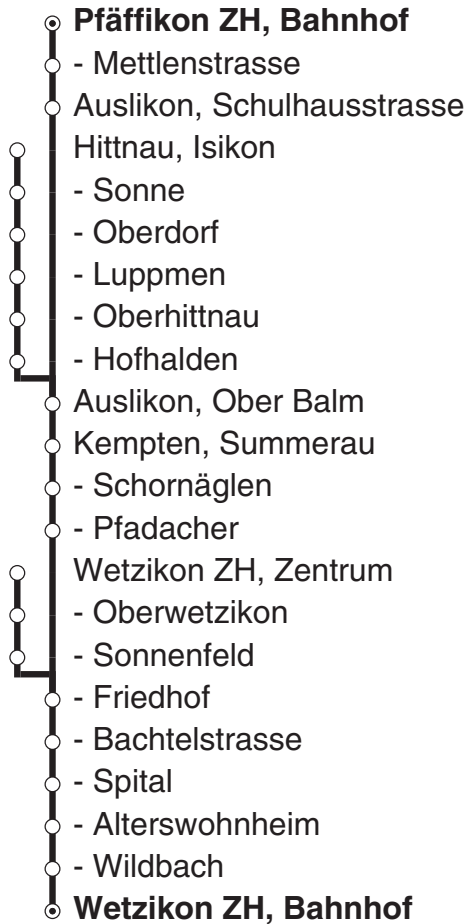 Pfäffikon ZH, Bahnhof
- Mettlenstrasse
Auslikon, Schulhausstrasse
Hittnau, Isikon
- Sonne
- Oberdorf
- Luppmen
- Oberhittnau
- Hofhalden
Auslikon, Ober Balm
Kempten, Summerau
- Schornäglen
- Pfadacher
Wetzikon ZH, Zentrum
- Oberwetzikon
- Sonnenfeld
- Friedhof
- Bachtelstrasse
- Spital
- Alterswohnheim
- Wildbach
Wetzikon ZH, Bahnhof